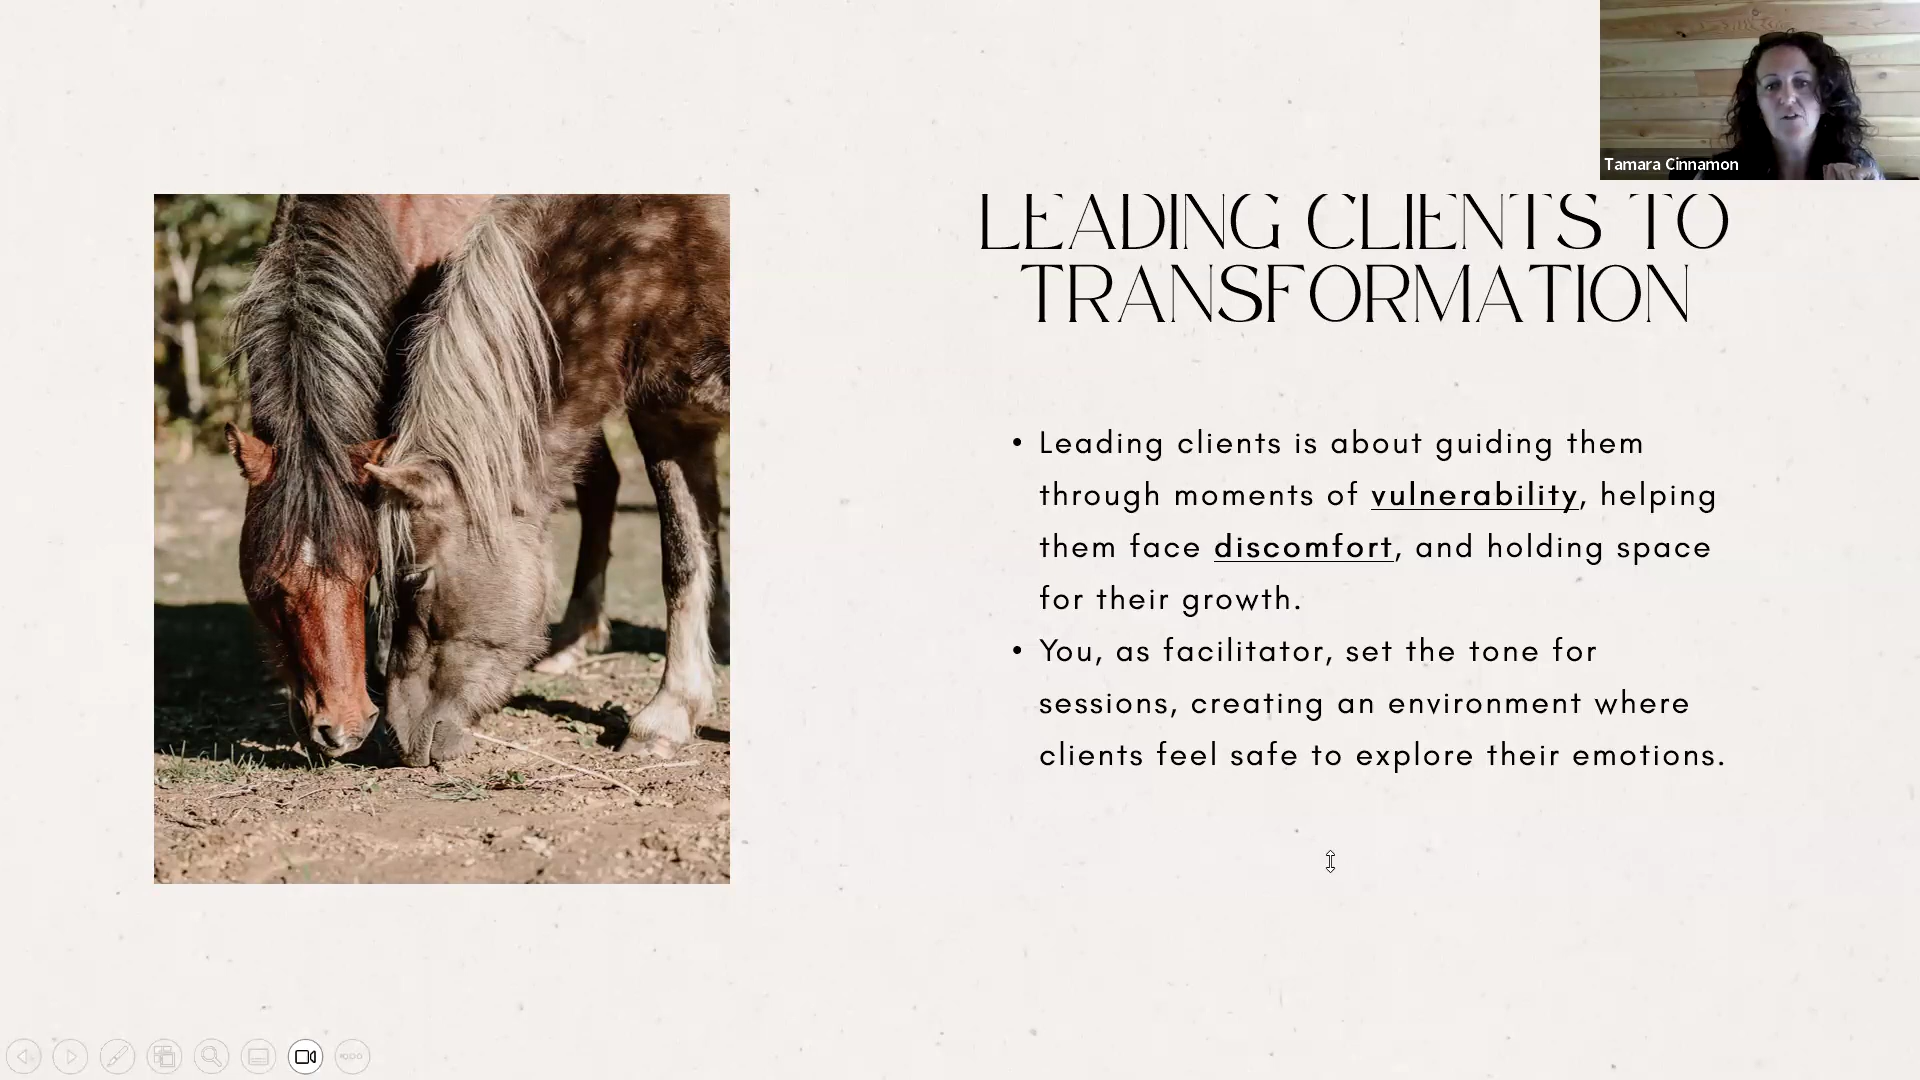 Tamara Cinnamon
LEADING CLIENTS TO
TRANSFORMATION
• Leading clients is about guiding them
through moments of vulnerability, helping
them face discomfort, and holding space
for their growth.
• You, as facilitator, set the tone for
sessions, creating an environment where
clients feel safe to explore their emotions.